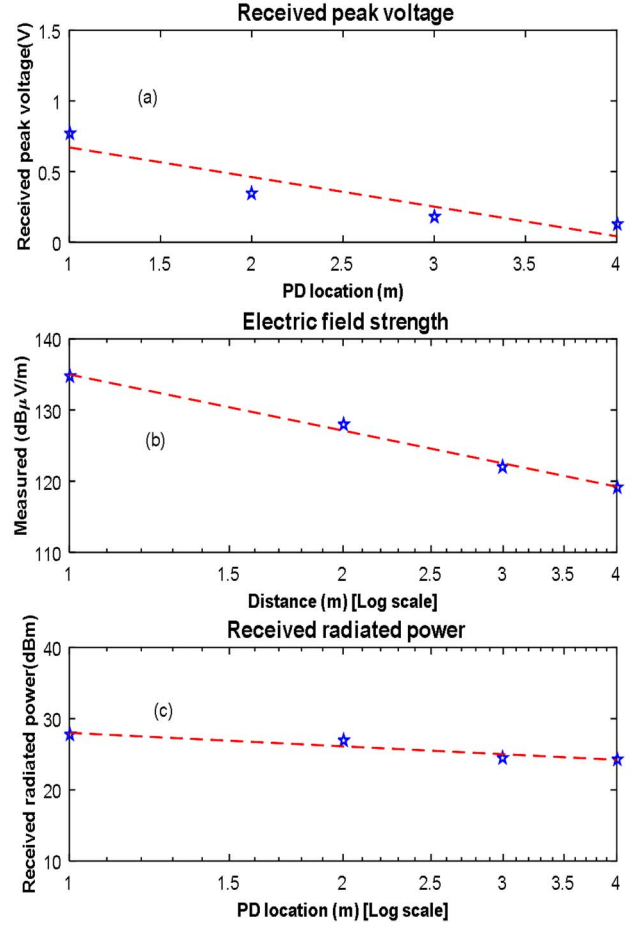 Received peak voltage
Received peak voltage(V)
1.5
1
0.5
0
(a)
1 1.5 2 2.5 3 3.5 4
PD location (m)
Electric field strength
Measured (dBμV/m)
140
130
120
110
(b)
1 1.5 2 2.5 3 3.5 4
Distance (m) [Log scale]
Received radiated power
Received radiated power(dBm)
40
30
20
10
(c)
1 1.5 2 2.5 3 3.5 4
PD location (m) [Log scale]